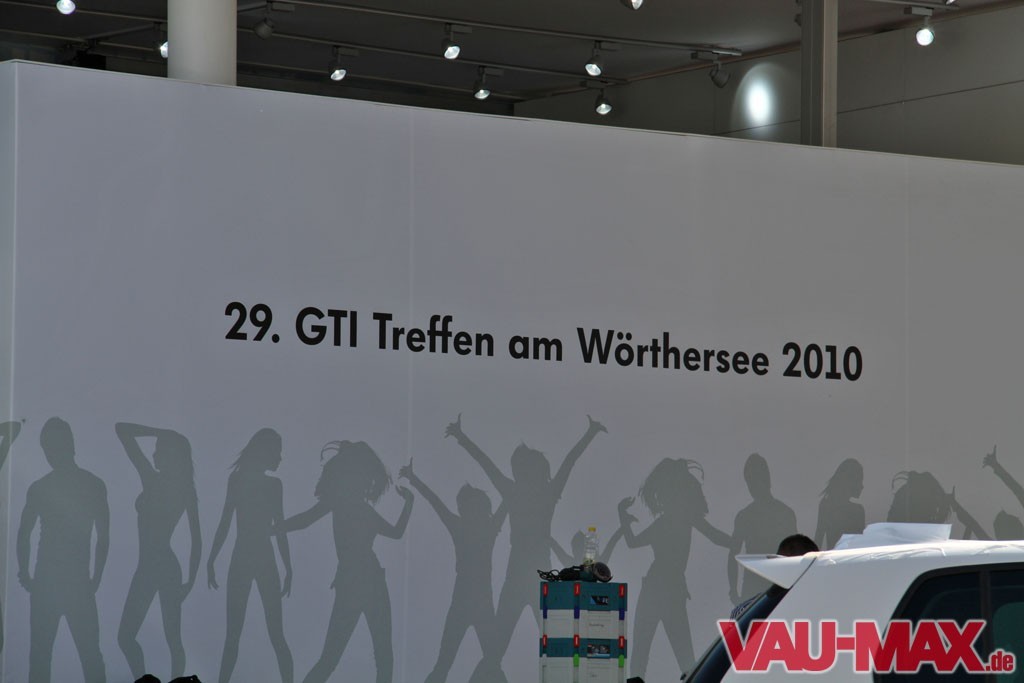 29. GTI Treffen am Wörthersee 2010
VAU-MAX.de